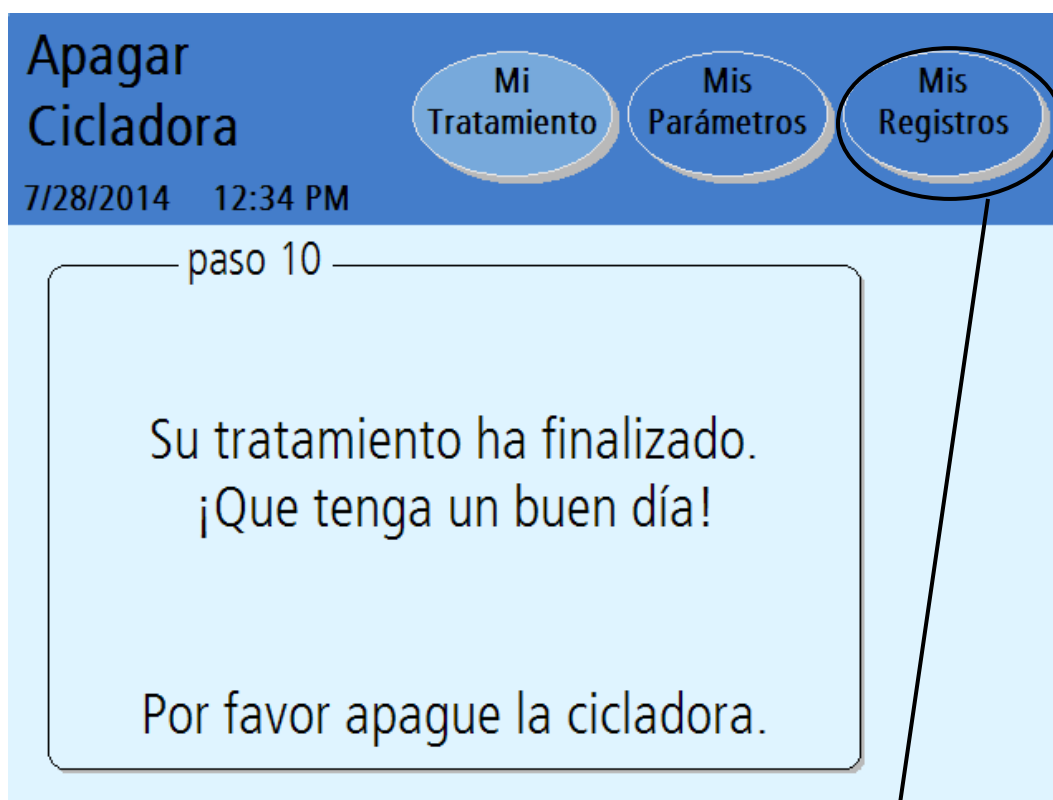 Apagar
Cicladora
7/28/2014 12:34 PM
Mi
Tratamiento
Mis
Parámetros
Mis
Registros
paso 10
Su tratamiento ha finalizado.
¡Que tenga un buen día!
Por favor apague la cicladora.